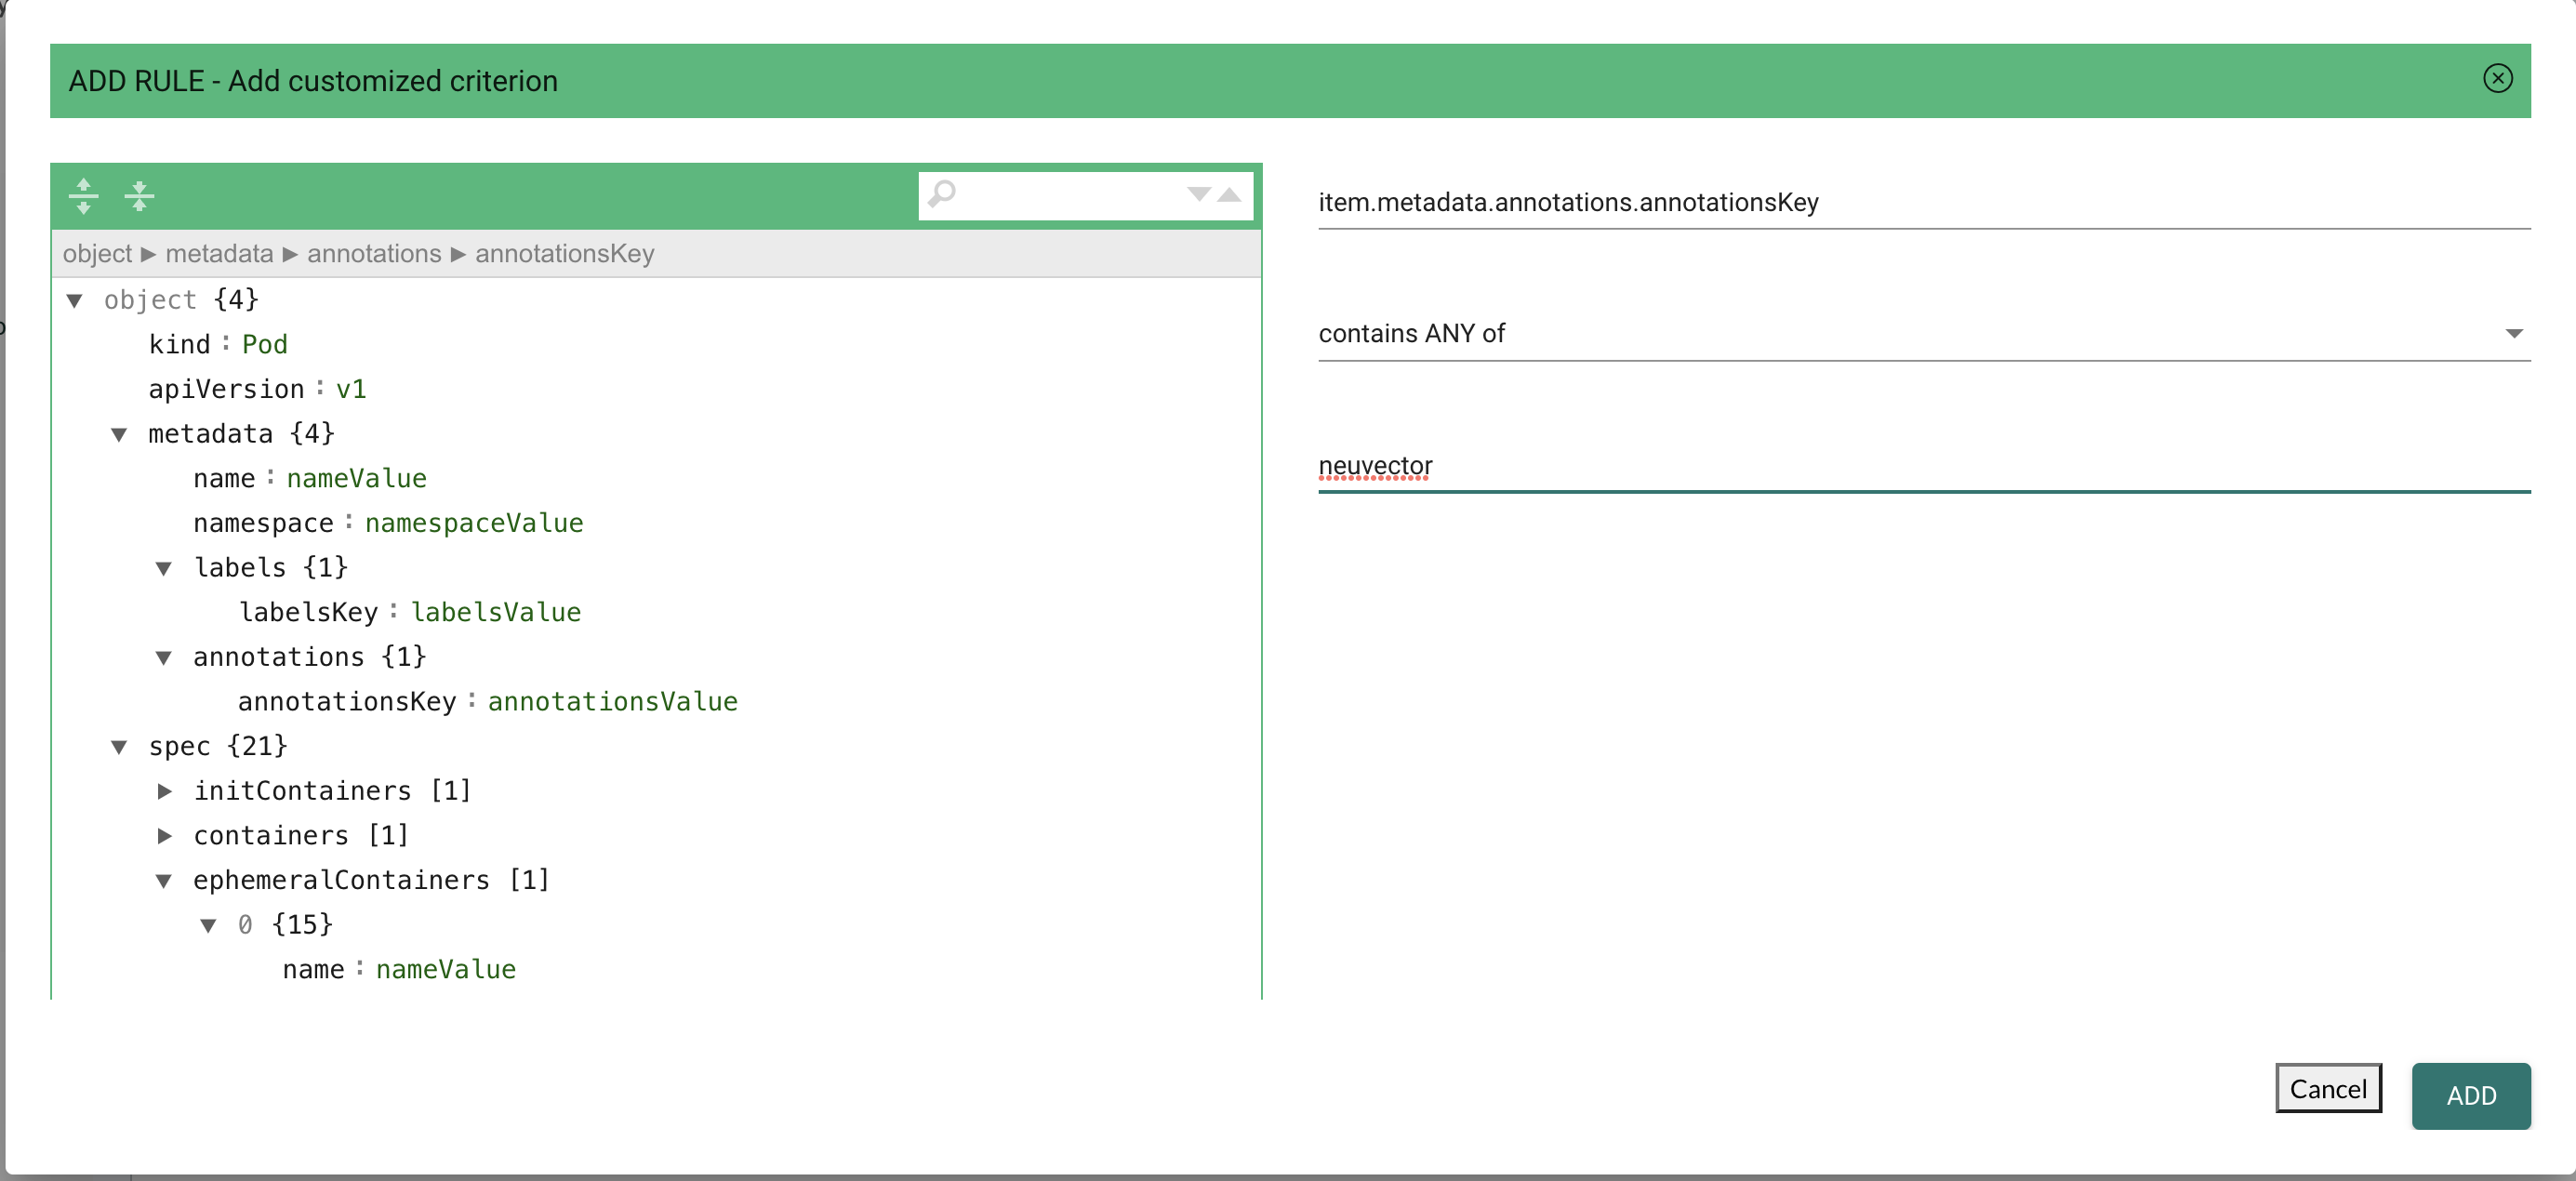 ADD RULE - Add customized criterion
object ► metadata ► annotations ► annotationsKey
object {4}
kind : Pod
apiVersion : v1
metadata {4}
name : nameValue
namespace : namespaceValue
labels {1}
labelsKey : labelsValue
annotations {1}
annotationsKey : annotationsValue
spec {21}
initContainers [1]
containers [1]
ephemeralContainers [1]
0 {15}
name : nameValue
item.metadata.annotations.annotationsKey
contains ANY of
neuvector
Cancel
ADD